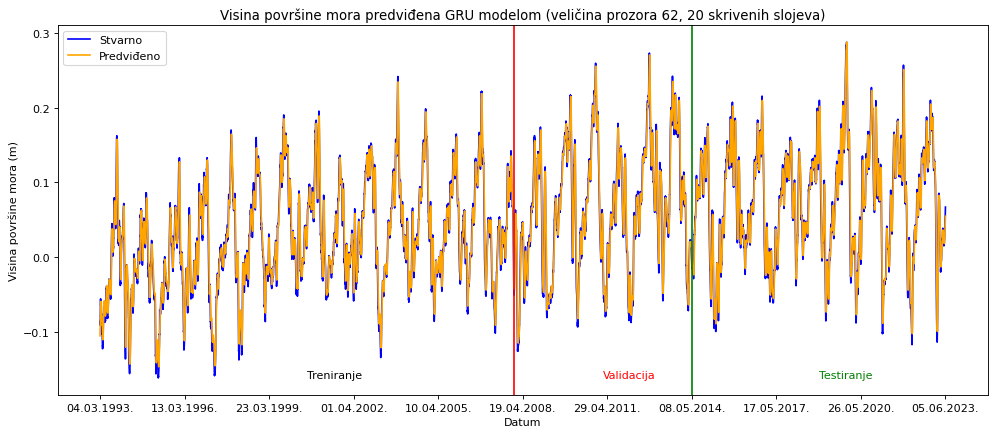 Visina površine mora predviđena GRU modelom (veličina prozora 62, 20 skrivenih slojeva)
Stvarno
Predviđeno
Visina površine mora (m)
0.3
0.2
0.1
0.0
−0.1
Treniranje
Validacija
Testiranje
04.03.1993.
13.03.1996.
23.03.1999.
01.04.2002.
10.04.2005.
19.04.2008.
29.04.2011.
08.05.2014.
17.05.2017.
26.05.2020.
05.06.2023.
Datum